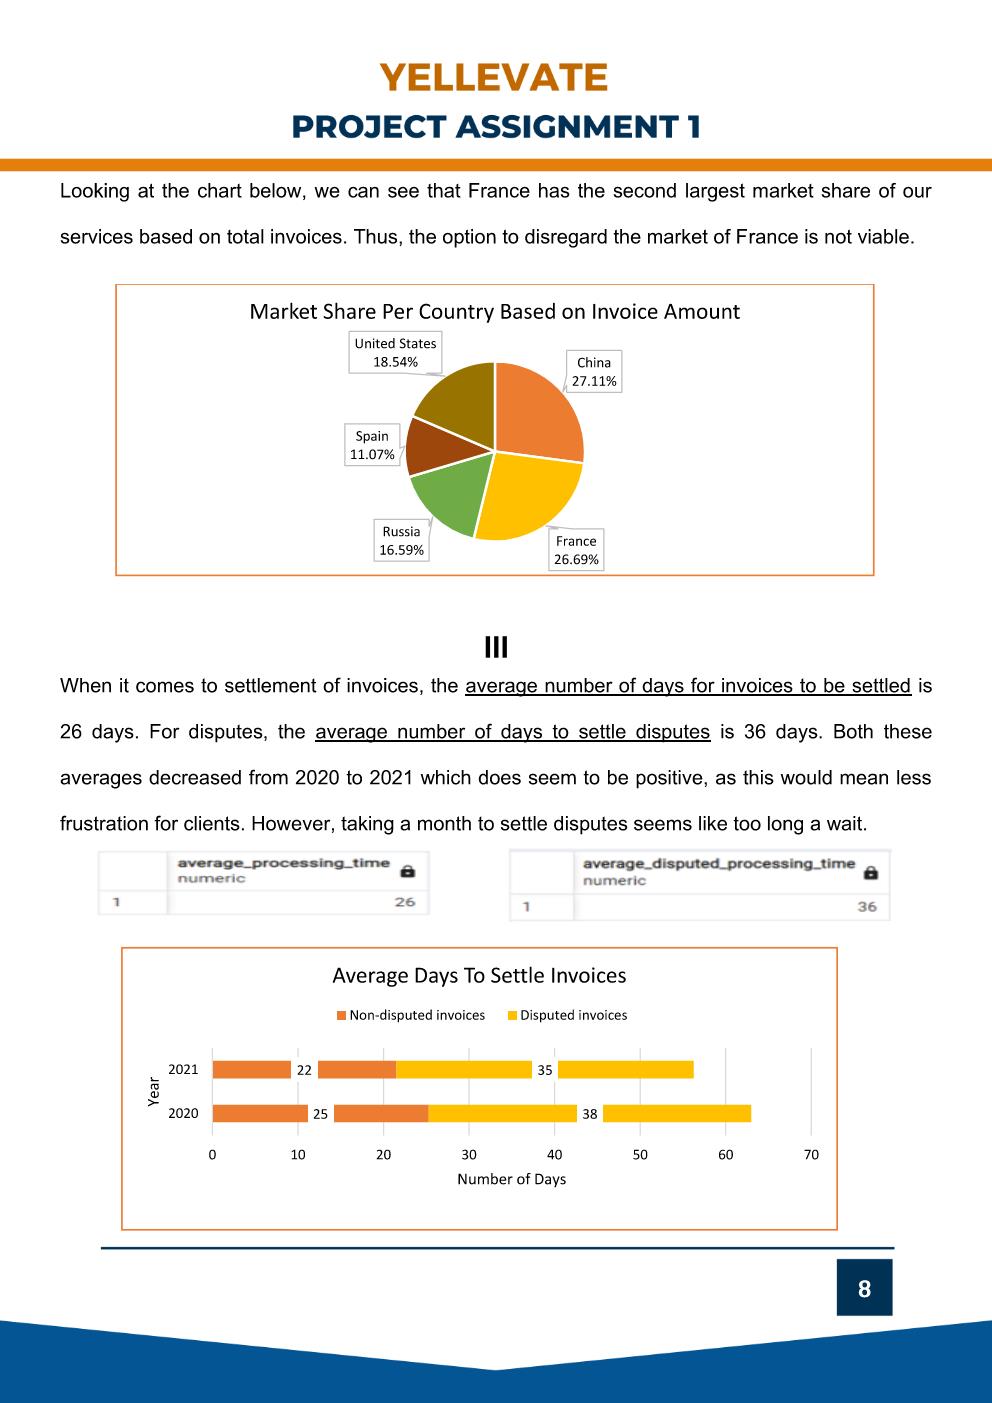 YELLEVATE
PROJECT ASSIGNMENT 1
Looking at the chart below, we can see that France has the second largest market share of our
services based on total invoices. Thus, the option to disregard the market of France is not viable.
Market Share Per Country Based on Invoice Amount
United States
18.54%
China
27.11%
Spain
11.07%
Russia
16.59%
France
26.69%
III
When it comes to settlement of invoices, the average number of days for invoices to be settled is
26 days. For disputes, the average number of days to settle disputes is 36 days. Both these
averages decreased from 2020 to 2021 which does seem to be positive, as this would mean less
frustration for clients. However, taking a month to settle disputes seems like too long a wait.
average_processing_time
numeric
1 26
average_disputed_processing_time
numeric
1 36
Average Days To Settle Invoices
Non-disputed invoices Disputed invoices
Year
2021 22 35
2020 25 38
0 10 20 30 40 50 60 70
Number of Days
8